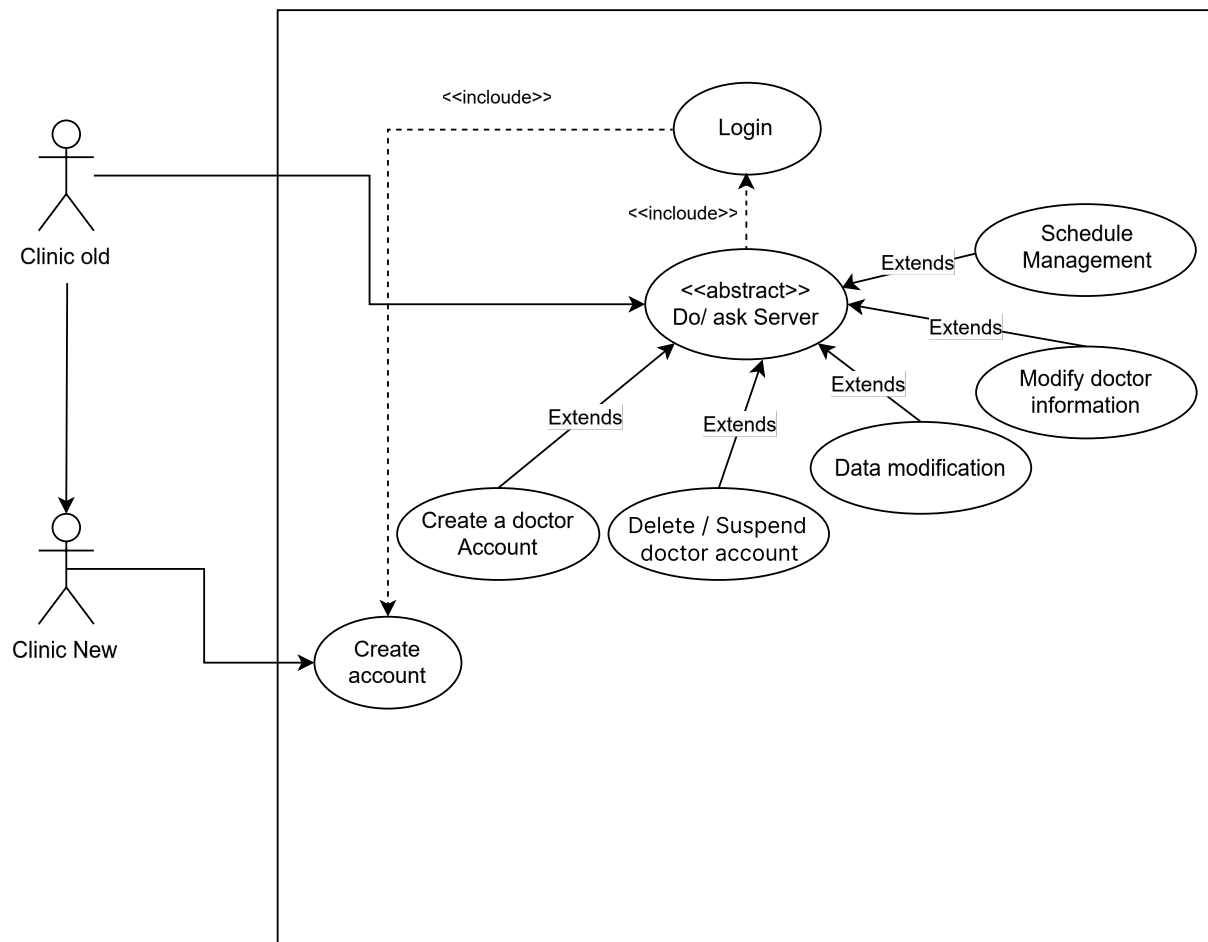 <<incloude>>
Login
Clinic old
<<incloude>>
Schedule
Management
Extends
<<abstract>>
Do/ ask Server
Extends
Modify doctor
information
Extends
Extends
Extends
Data modification
Create a doctor
Account
Delete / Suspend
doctor account
Clinic New
Create
account